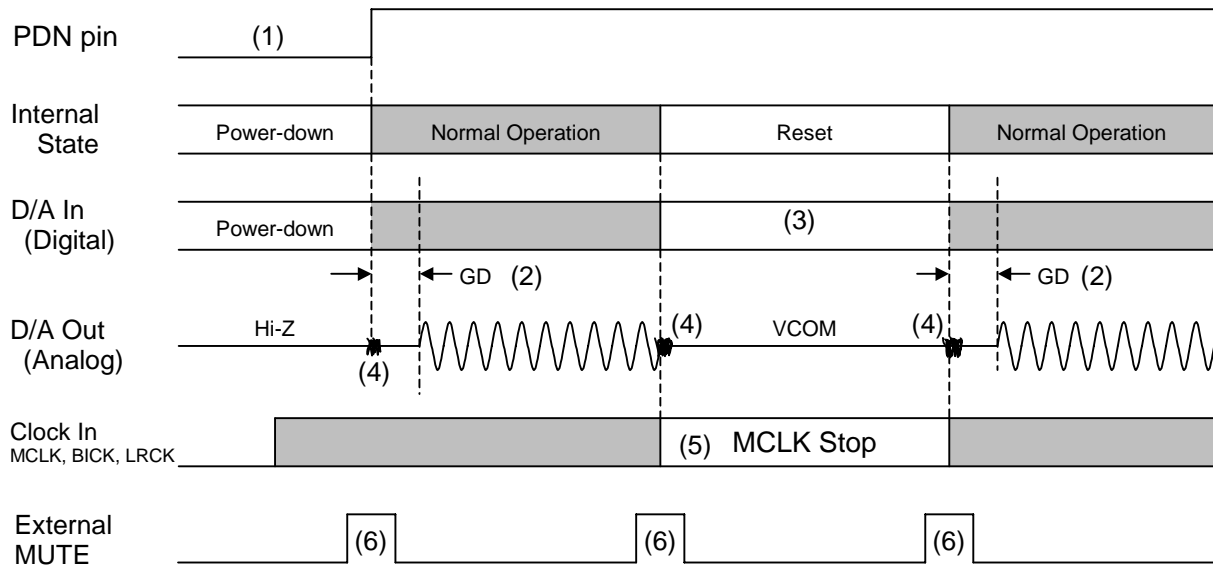 PDN pin
(1)
Internal
State
Power-down
Normal Operation
Reset
Normal Operation
D/A In
(Digital)
Power-down
(3)
GD (2)
GD (2)
D/A Out
(Analog)
Hi-Z
(4)
(4)
VCOM
(4)
Clock In
MCLK, BICK, LRCK
(5) MCLK Stop
External
MUTE
(6)
(6)
(6)